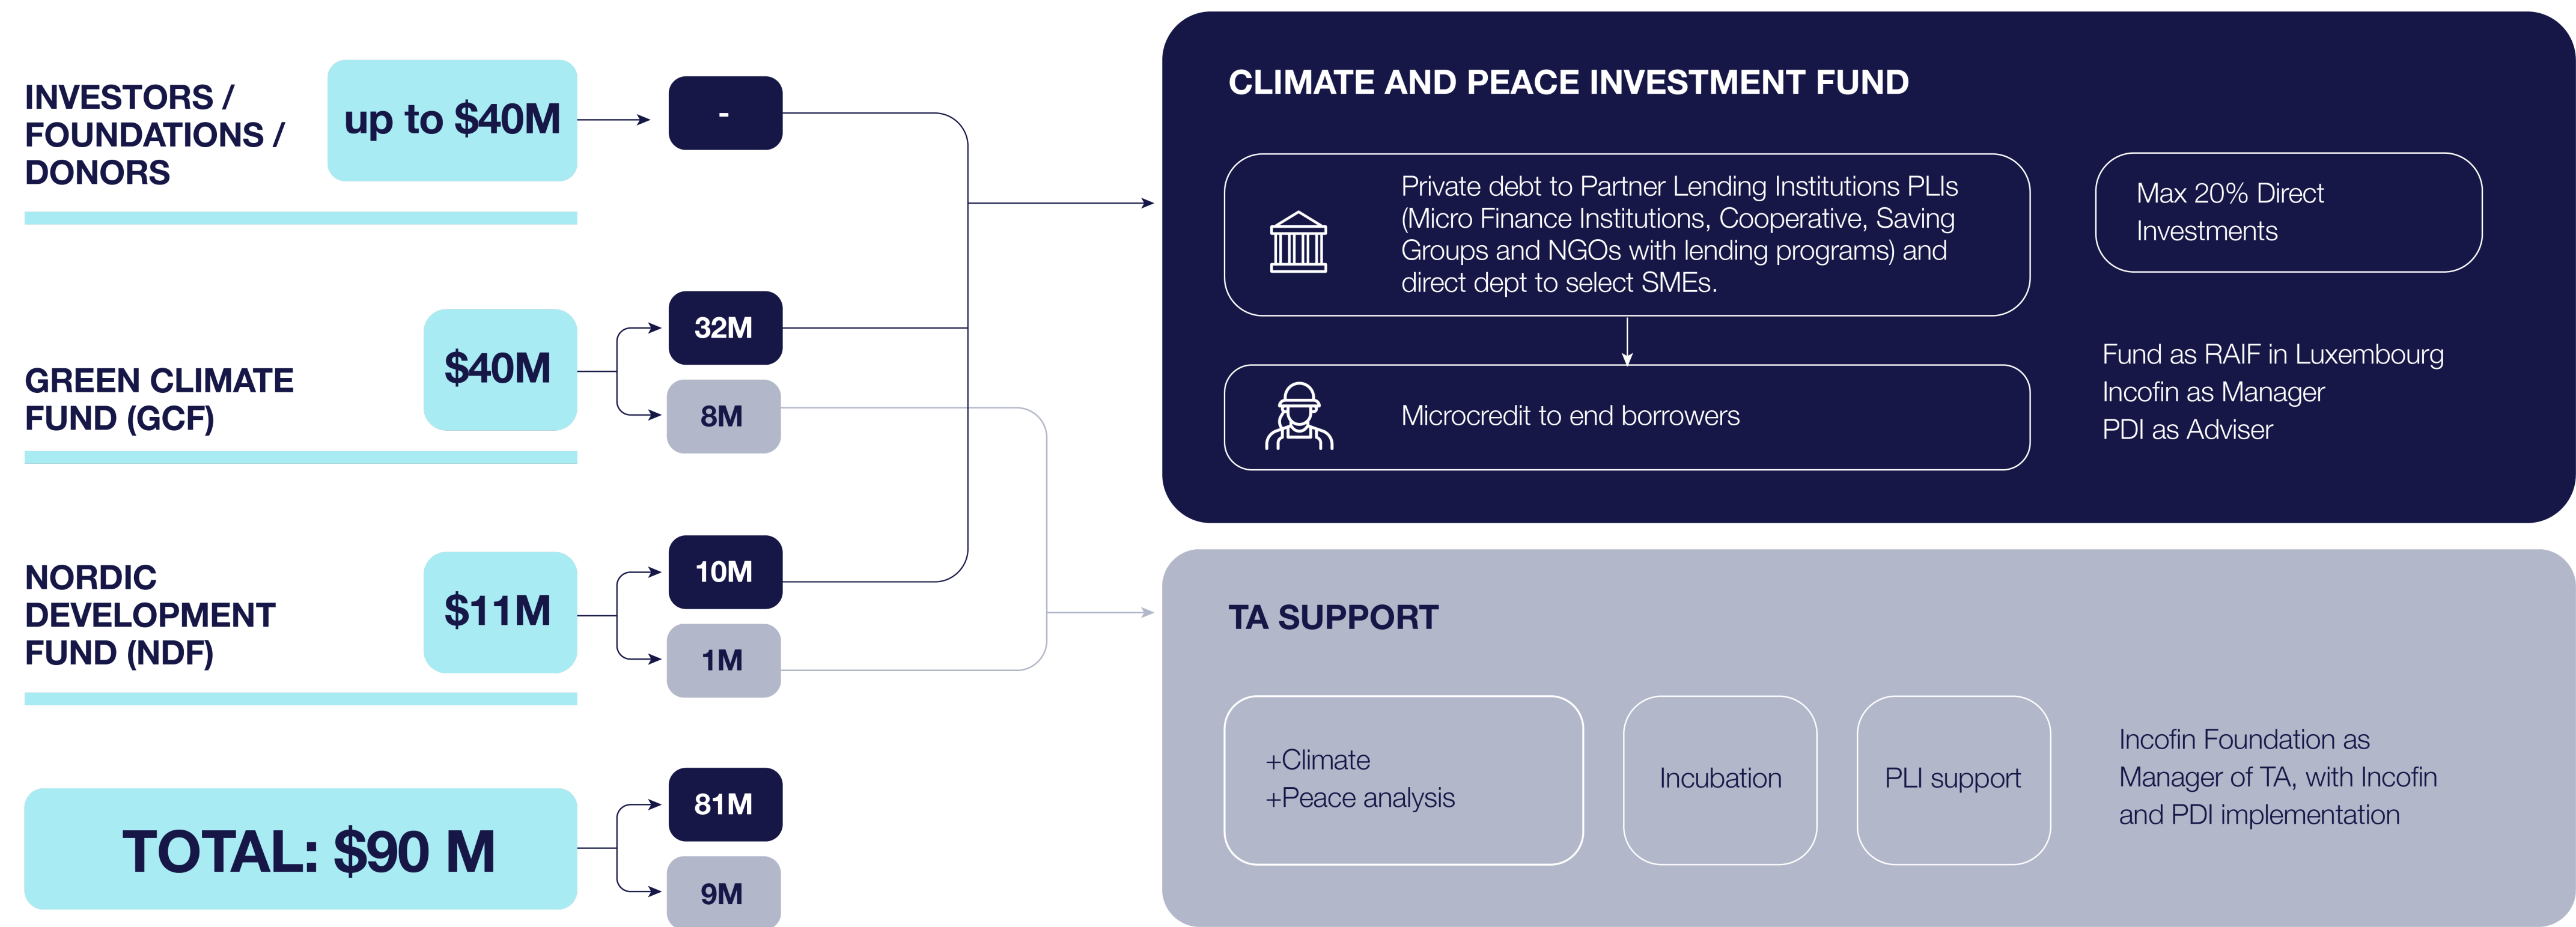 INVESTORS /
FOUNDATIONS /
DONORS
up to $40M
-
GREEN CLIMATE
FUND (GCF)
$40M
32M
8M
NORDIC
DEVELOPMENT
FUND (NDF)
$11M
10M
1M
TOTAL: $90 M
81M
9M
CLIMATE AND PEACE INVESTMENT FUND
Private debt to Partner Lending Institutions PLIs
(Micro Finance Institutions, Cooperative, Saving
Groups and NGOs with lending programs) and
direct dept to select SMEs.
Max 20% Direct
Investments
Microcredit to end borrowers
Fund as RAIF in Luxembourg
Incofin as Manager
PDI as Adviser
TA SUPPORT
+Climate
+Peace analysis
Incubation
PLI support
Incofin Foundation as
Manager of TA, with Incofin
and PDI implementation